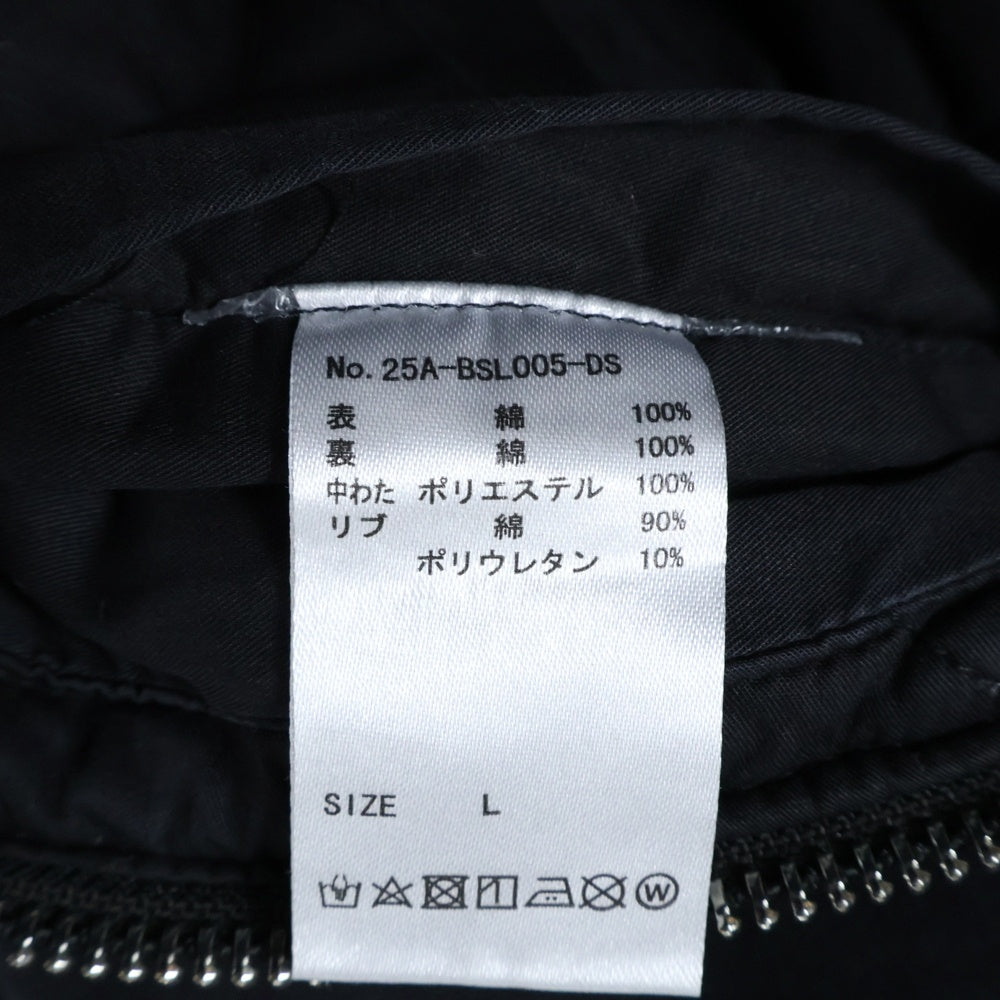 No. 25A-BSL005-DS
表 綿 100%
裏 綿 100%
中わた ポリエステル 100%
リブ 綿 90%
ポリウレタン 10%
SIZE L
W